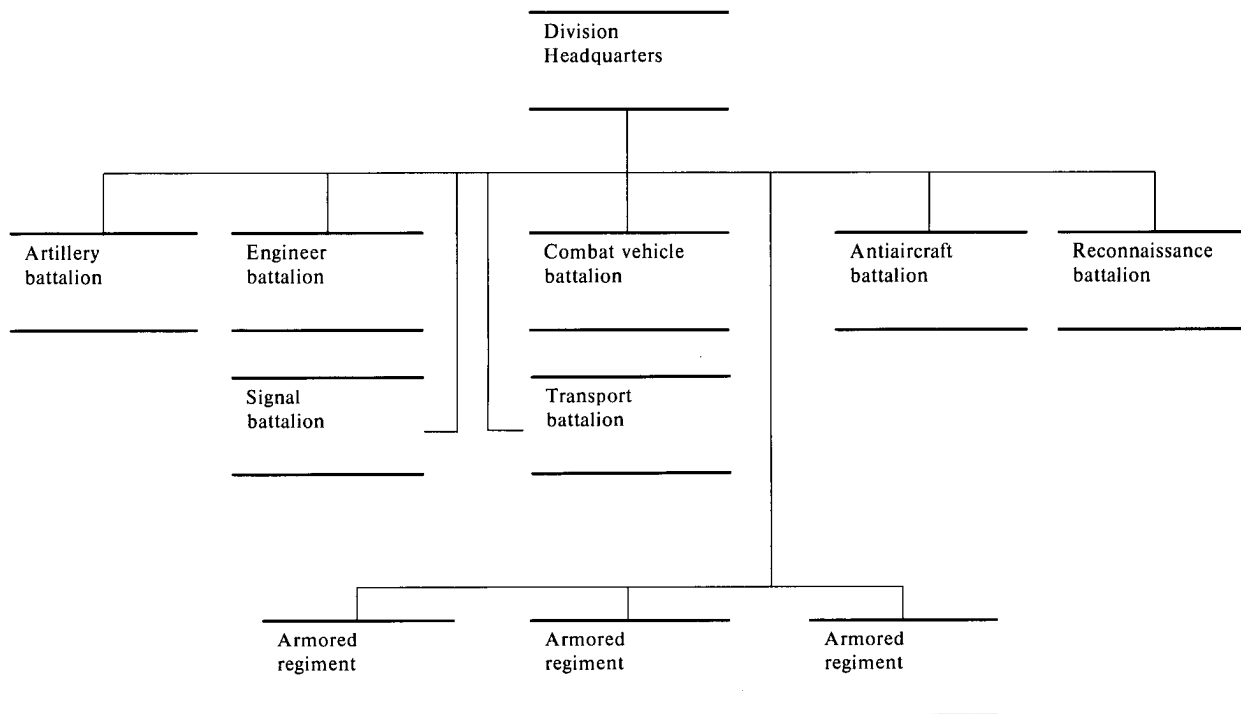 Division
Headquarters
Artillery
battalion
Engineer
battalion
Combat vehicle
battalion
Antiaircraft
battalion
Reconnaissance
battalion
Signal
battalion
Transport
battalion
Armored
regiment
Armored
regiment
Armored
regiment